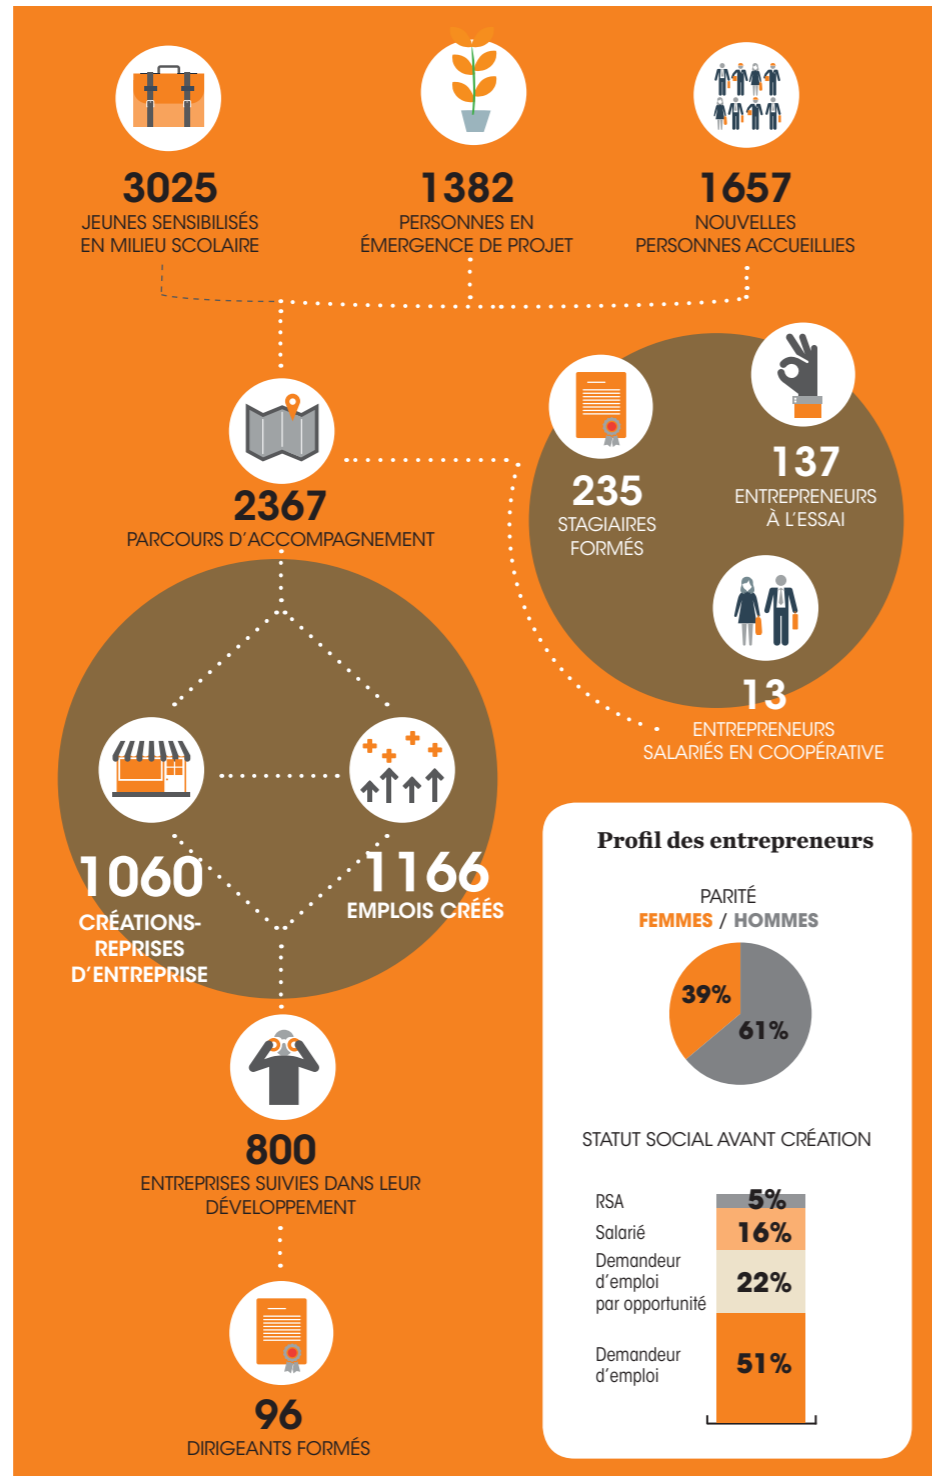 3025
JEUNES SENSIBILISÉS
EN MILIEU SCOLAIRE
1382
PERSONNES EN
ÉMERGENCE DE PROJET
1657
NOUVELLES
PERSONNES ACCUEILLIES
2367
PARCOURS D'ACCOMPAGNEMENT
235
STAGIAIRES
FORMÉS
137
ENTREPRENEURS
À L'ESSAI
13
ENTREPRENEURS
SALARIÉS EN COOPÉRATIVE
1060
CRÉATIONS-
REPRISES
D'ENTREPRISE
1166
EMPLOIS CRÉÉS
800
ENTREPRISES SUIVIES DANS LEUR
DÉVELOPPEMENT
96
DIRIGEANTS FORMÉS
Profil des entrepreneurs
PARITÉ
FEMMES / HOMMES
39%
61%
STATUT SOCIAL AVANT CRÉATION
RSA
5%
Salarié
16%
Demandeur
d'emploi
par opportunité
22%
Demandeur
d'emploi
51%